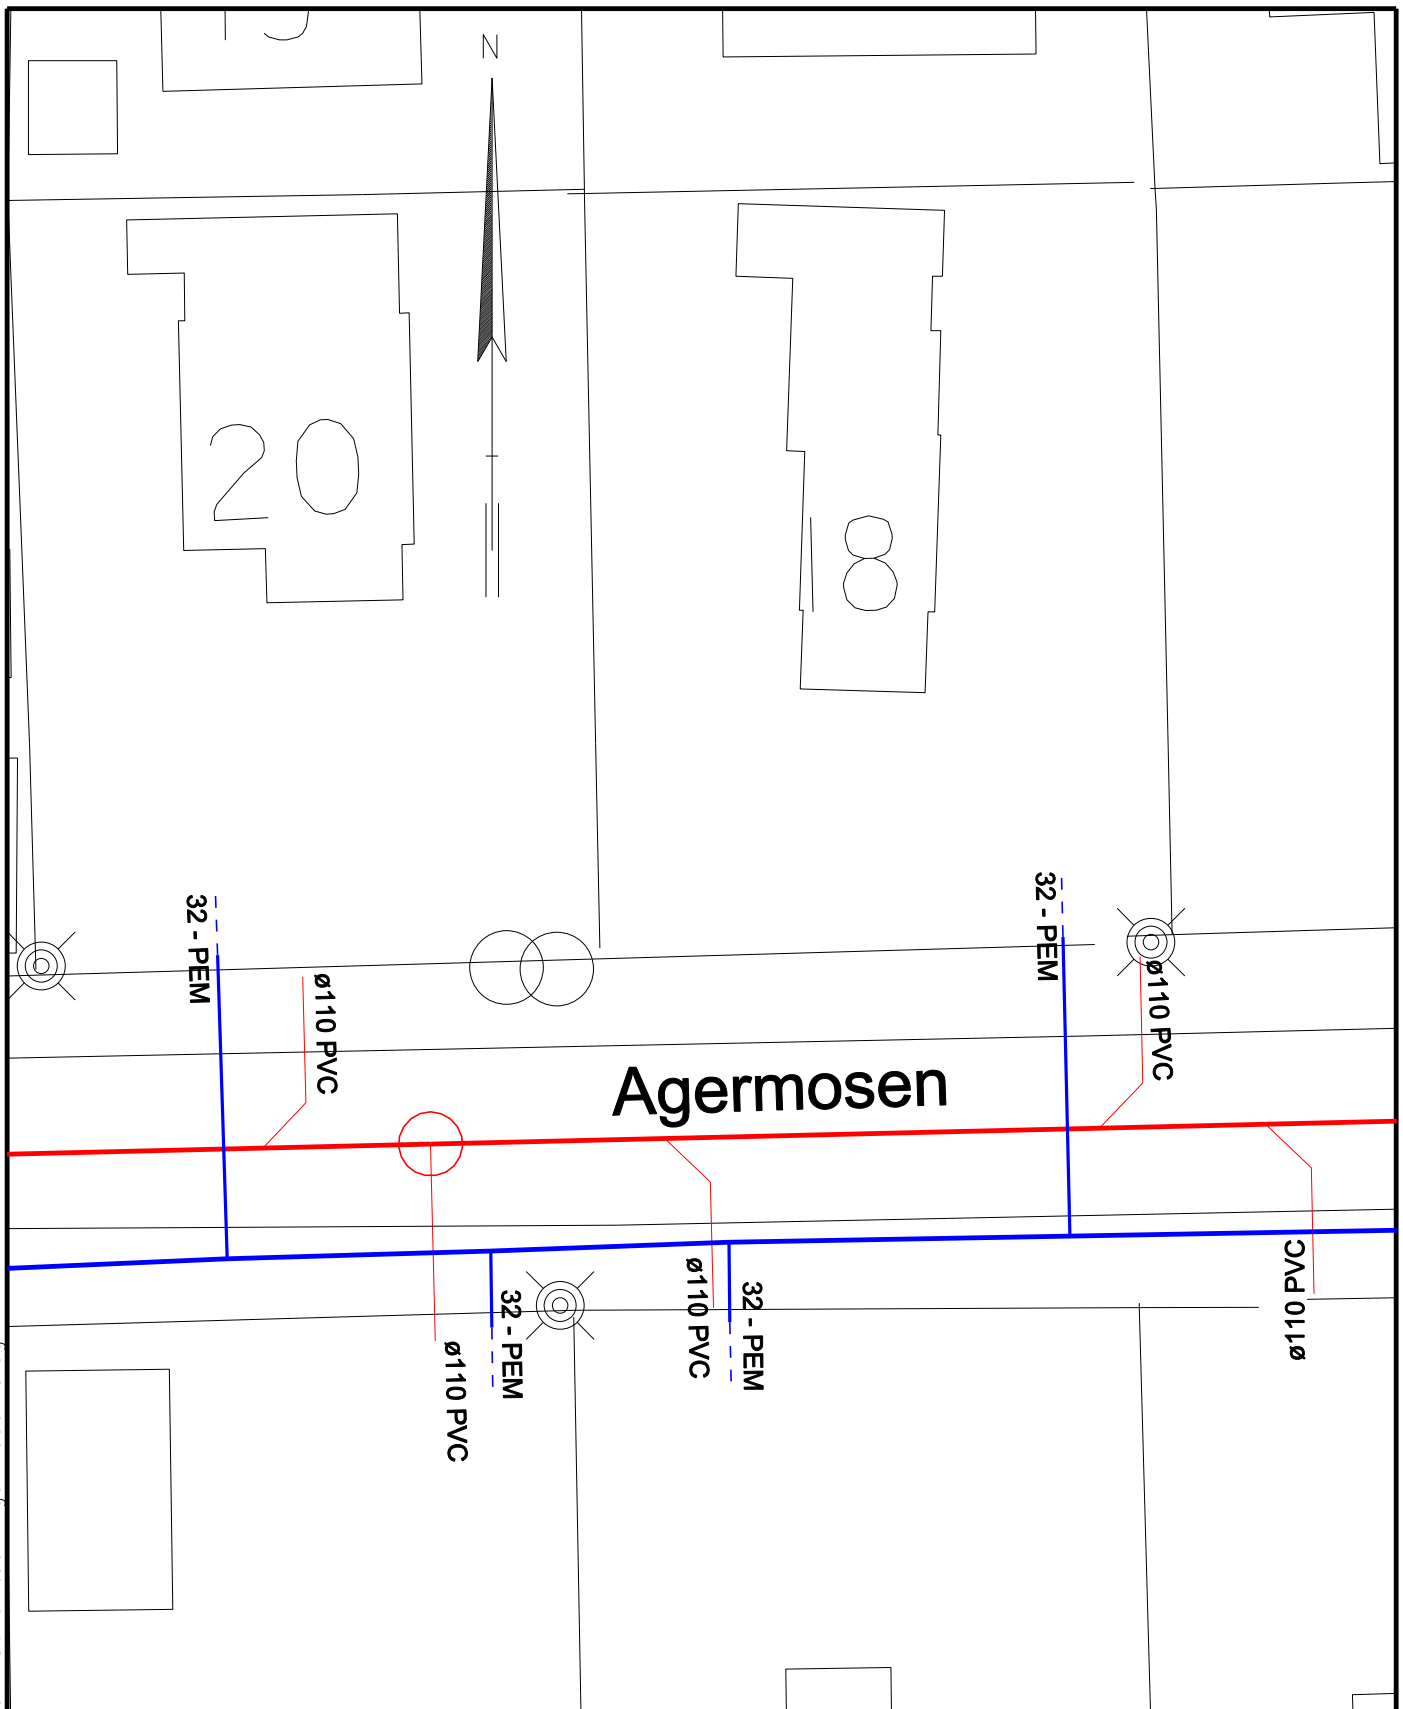 N
20
18
32 - PEM
ø110 PVC
32 - PEM
ø110 PVC
Agermosen
32 - PEM
ø110 PVC
ø110 PVC
32 - PEM
ø110 PVC